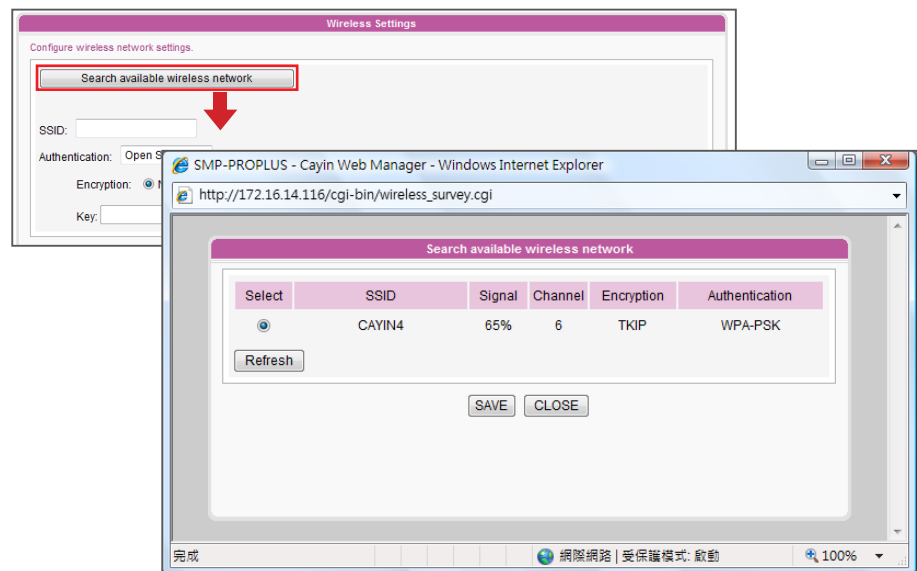 Wireless Settings
Configure wireless network settings.
Search available wireless network
SSID:
Authentication: Open S
Encryption:
Key:
SMP-PROPLUS - Cayin Web Manager - Windows Internet Explorer
http://172.16.14.116/cgi-bin/wireless_survey.cgi
Search available wireless network
Select SSID Signal Channel Encryption Authentication
CAYIN4 65% 6 TKIP WPA-PSK
Refresh
SAVE CLOSE
完成 網際網路 | 受保護模式: 啟動 100%